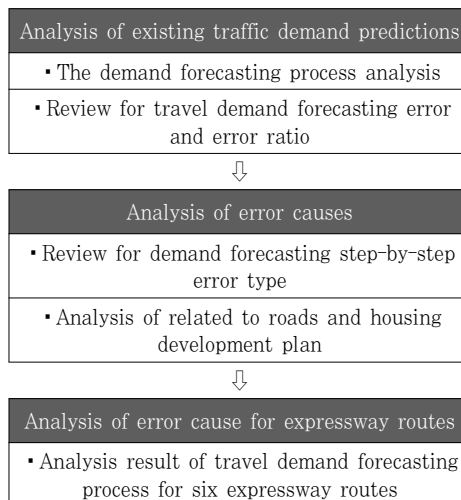 Analysis of existing traffic demand predictions
▪ The demand forecasting process analysis
▪ Review for travel demand forecasting error
and error ratio
⇩
Analysis of error causes
▪ Review for demand forecasting step-by-step
error type
▪ Analysis of related to roads and housing
development plan
⇩
Analysis of error cause for expressway routes
▪ Analysis result of travel demand forecasting
process for six expressway routes